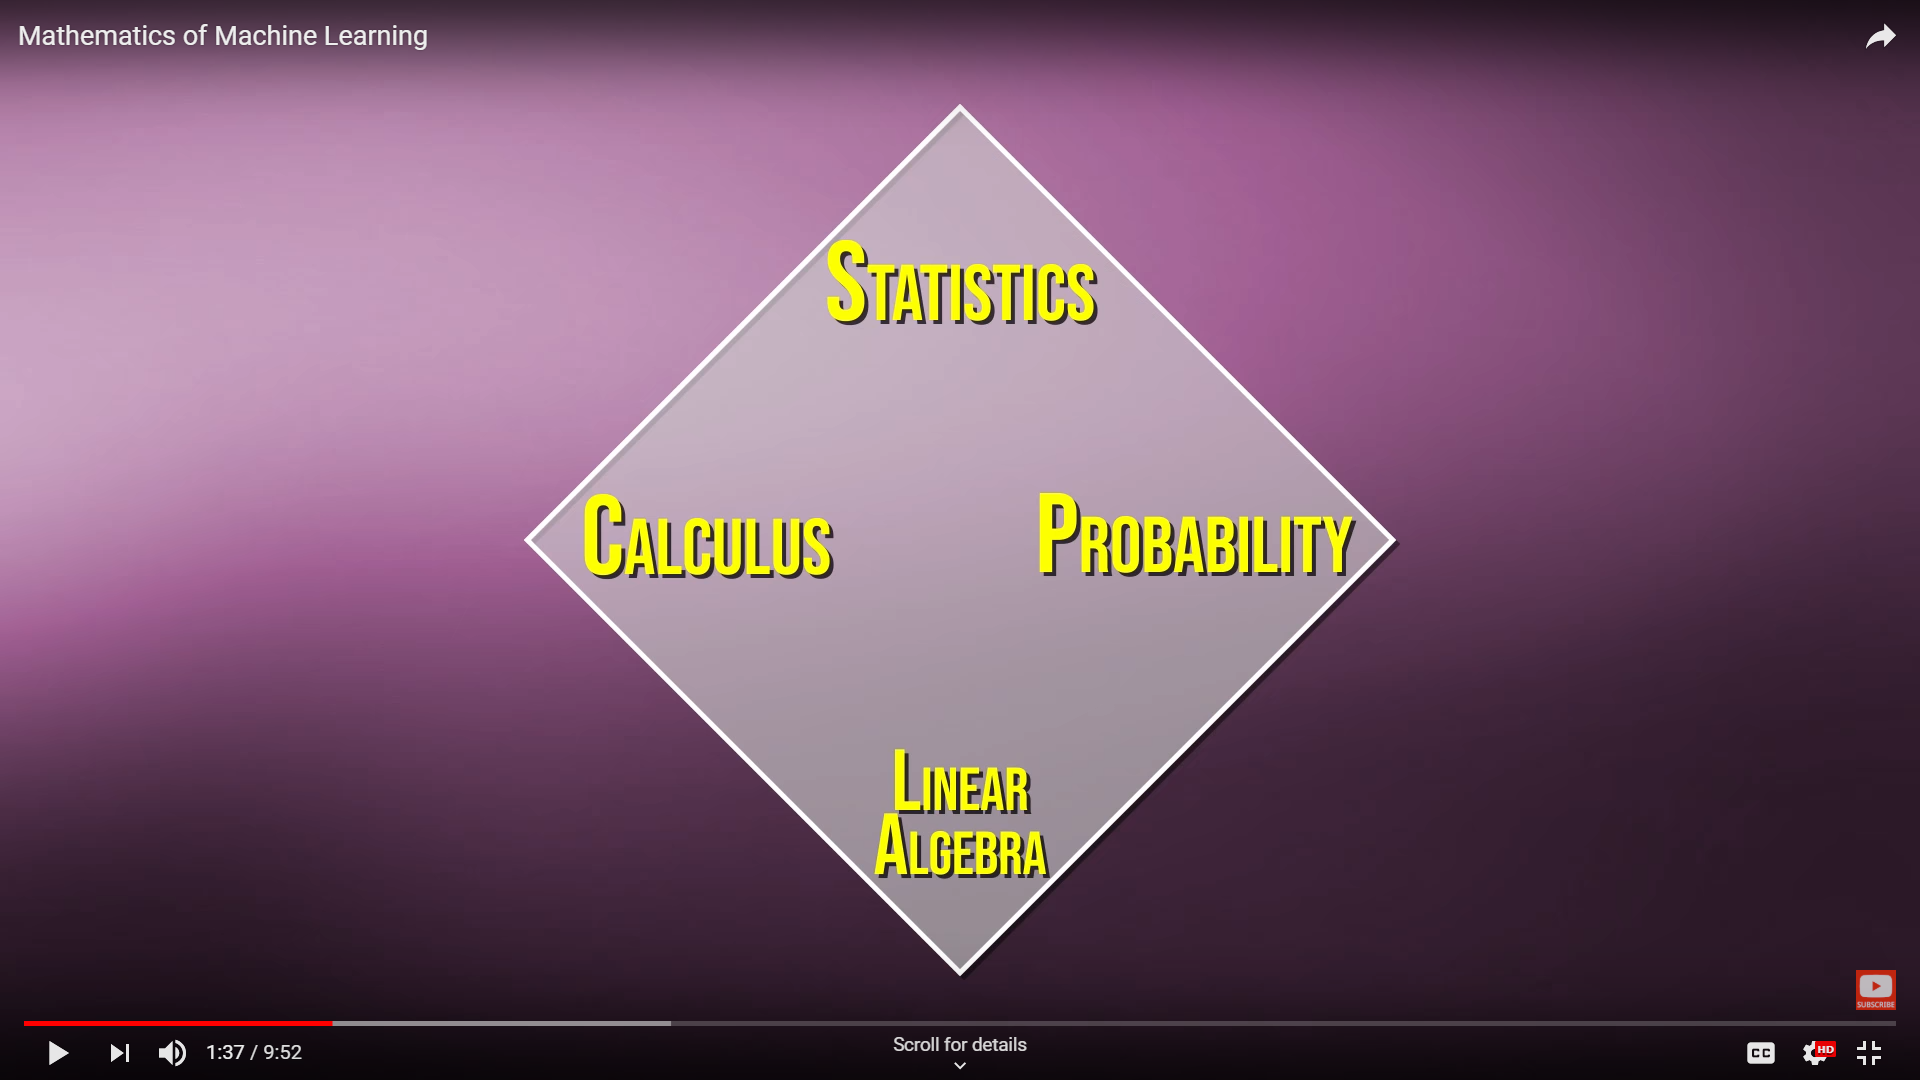 Mathematics of Machine Learning
STATISTICS
CALCULUS
PROBABILITY
LINEAR
ALGEBRA
SUBSCRIBE
Scroll for details
1:37 / 9:52
CC
HD